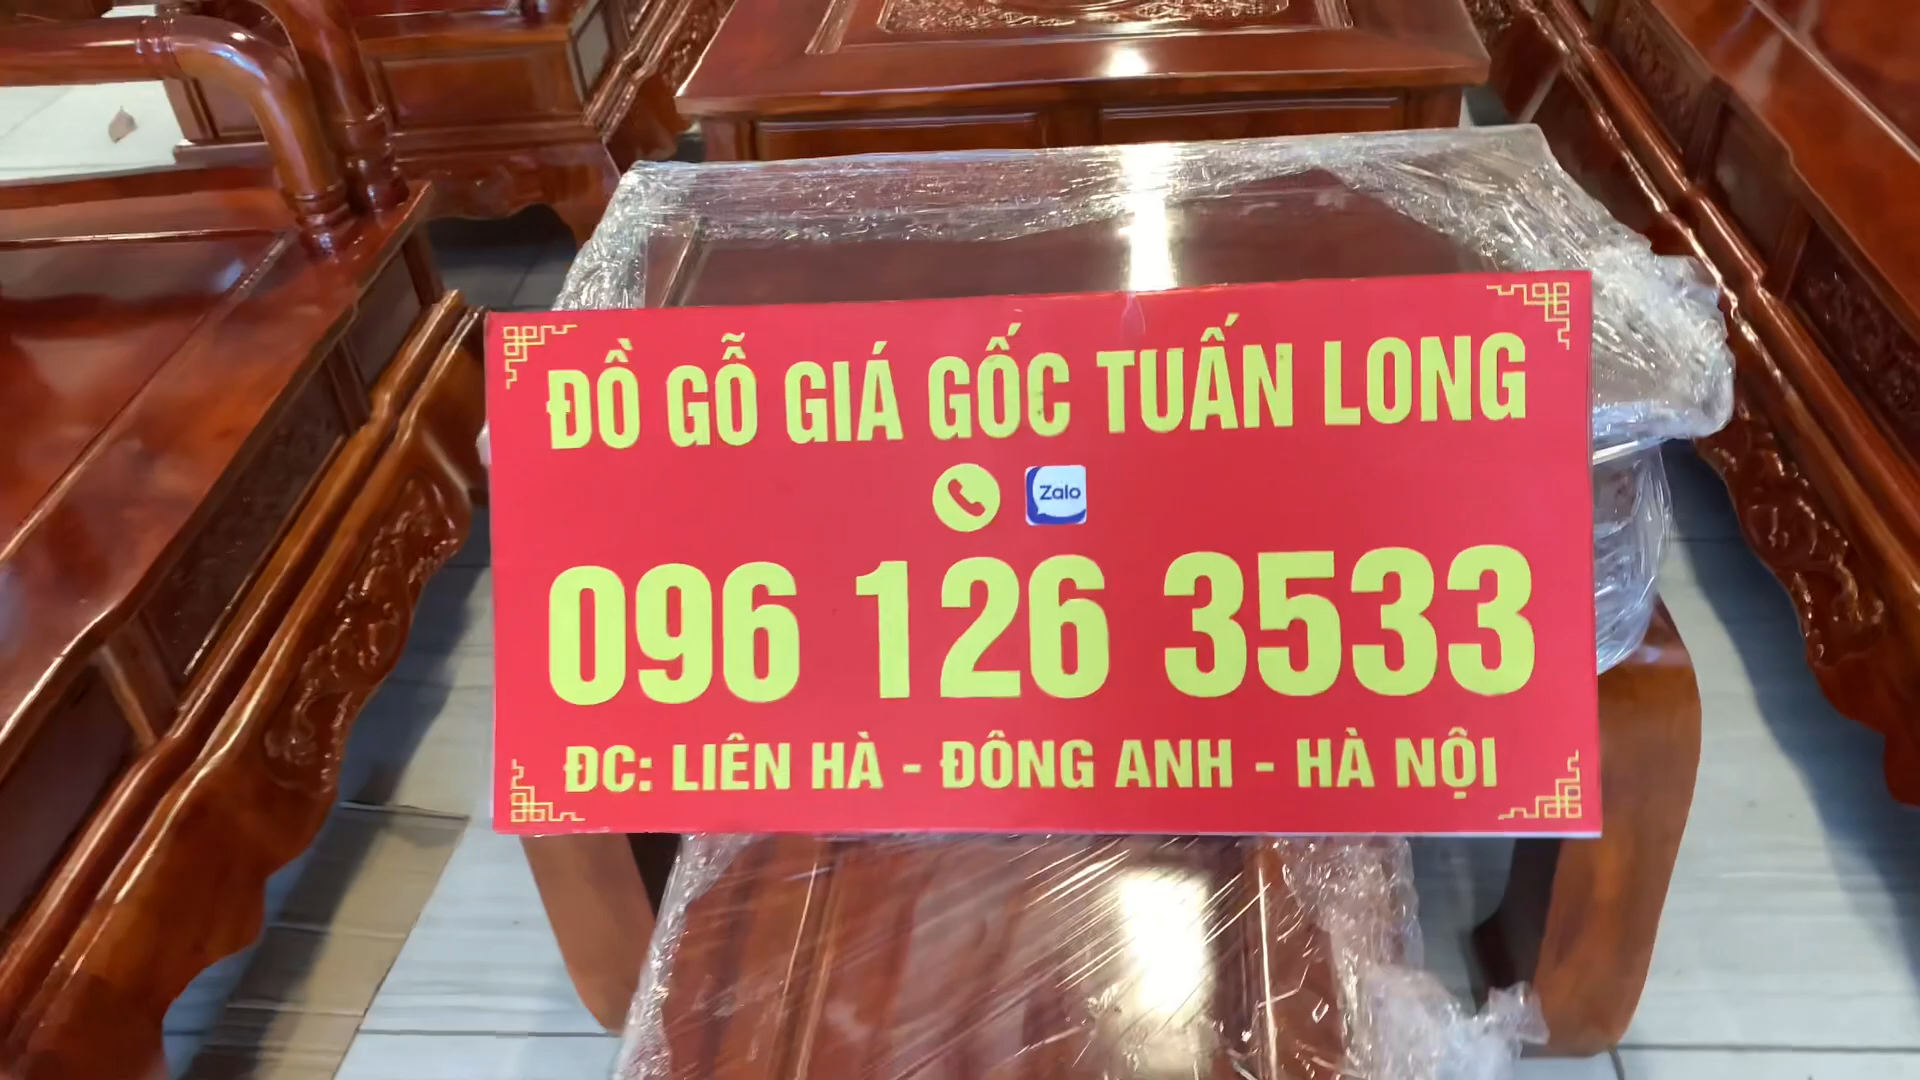 ĐỒ GỖ GIÁ GỐC TUẤN LONG
Zalo
096 126 3533
ĐC: LIÊN HÀ - ĐÔNG ANH - HÀ NỘI